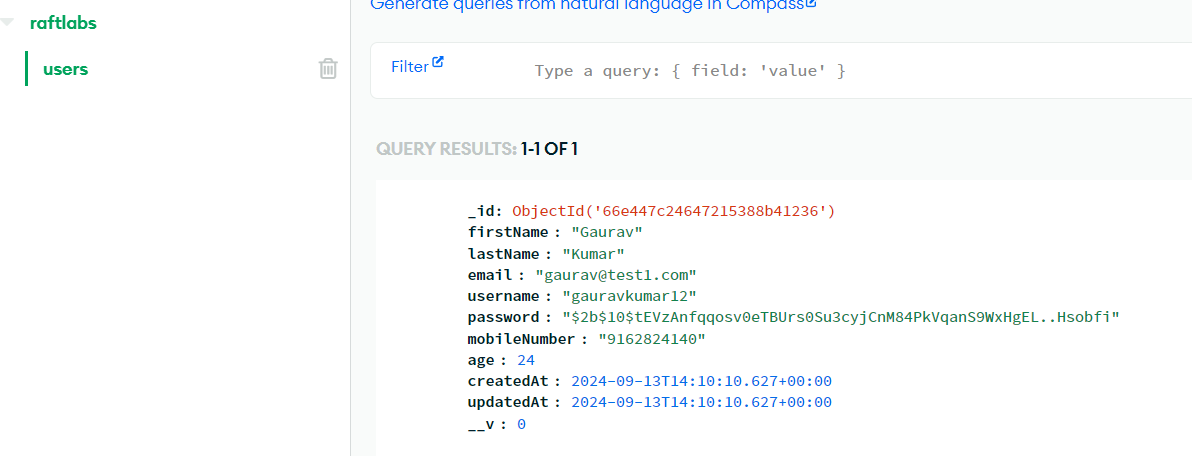 raftlabs
users
Generate queries from natural language in Compass
Filter
Type a query: { field: 'value' }
QUERY RESULTS: 1-1 OF 1
_id: ObjectId('66e447c24647215388b41236')
firstName : "Gaurav"
lastName : "Kumar"
email : "gaurav@test1.com"
username : "gauravkumar12"
password : "$2b$10$tEVzAnfqqosv0eTBUrs0Su3cyjCnM84PkVqanS9WxHgEL..Hsobfi"
mobileNumber : "9162824140"
age : 24
createdAt : 2024-09-13T14:10:10.627+00:00
updatedAt : 2024-09-13T14:10:10.627+00:00
__v : 0